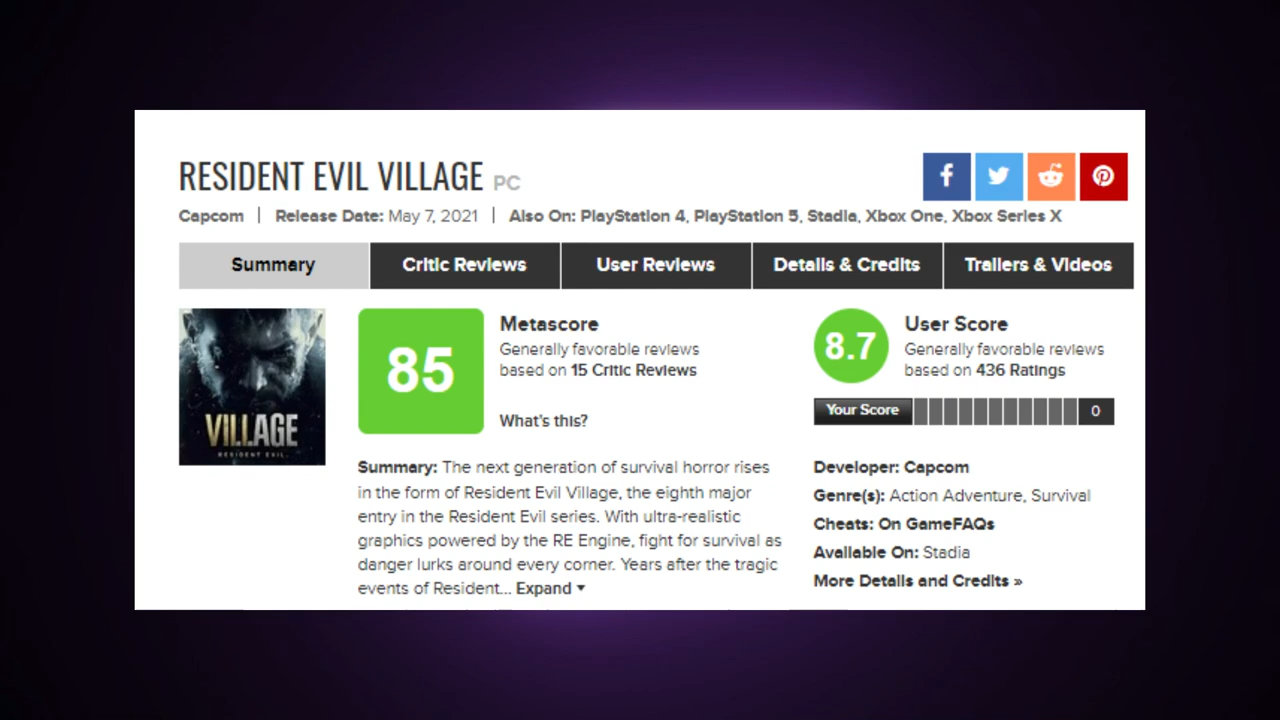 RESIDENT EVIL VILLAGE PC
Capcom | Release Date: May 7, 2021 | Also On: PlayStation 4, PlayStation 5, Stadia, Xbox One, Xbox Series X
Summary Critic Reviews User Reviews Details & Credits Trailers & Videos
VILLAGE
RESIDENT EVIL
85
Metascore
Generally favorable reviews
based on 15 Critic Reviews
What's this?
Summary: The next generation of survival horror rises
in the form of Resident Evil Village, the eighth major
entry in the Resident Evil series. With ultra-realistic
graphics powered by the RE Engine, fight for survival as
danger lurks around every corner. Years after the tragic
events of Resident... Expand
8.7
User Score
Generally favorable reviews
based on 436 Ratings
Your Score 0
Developer: Capcom
Genre(s): Action Adventure, Survival
Cheats: On GameFAQs
Available On: Stadia
More Details and Credits »